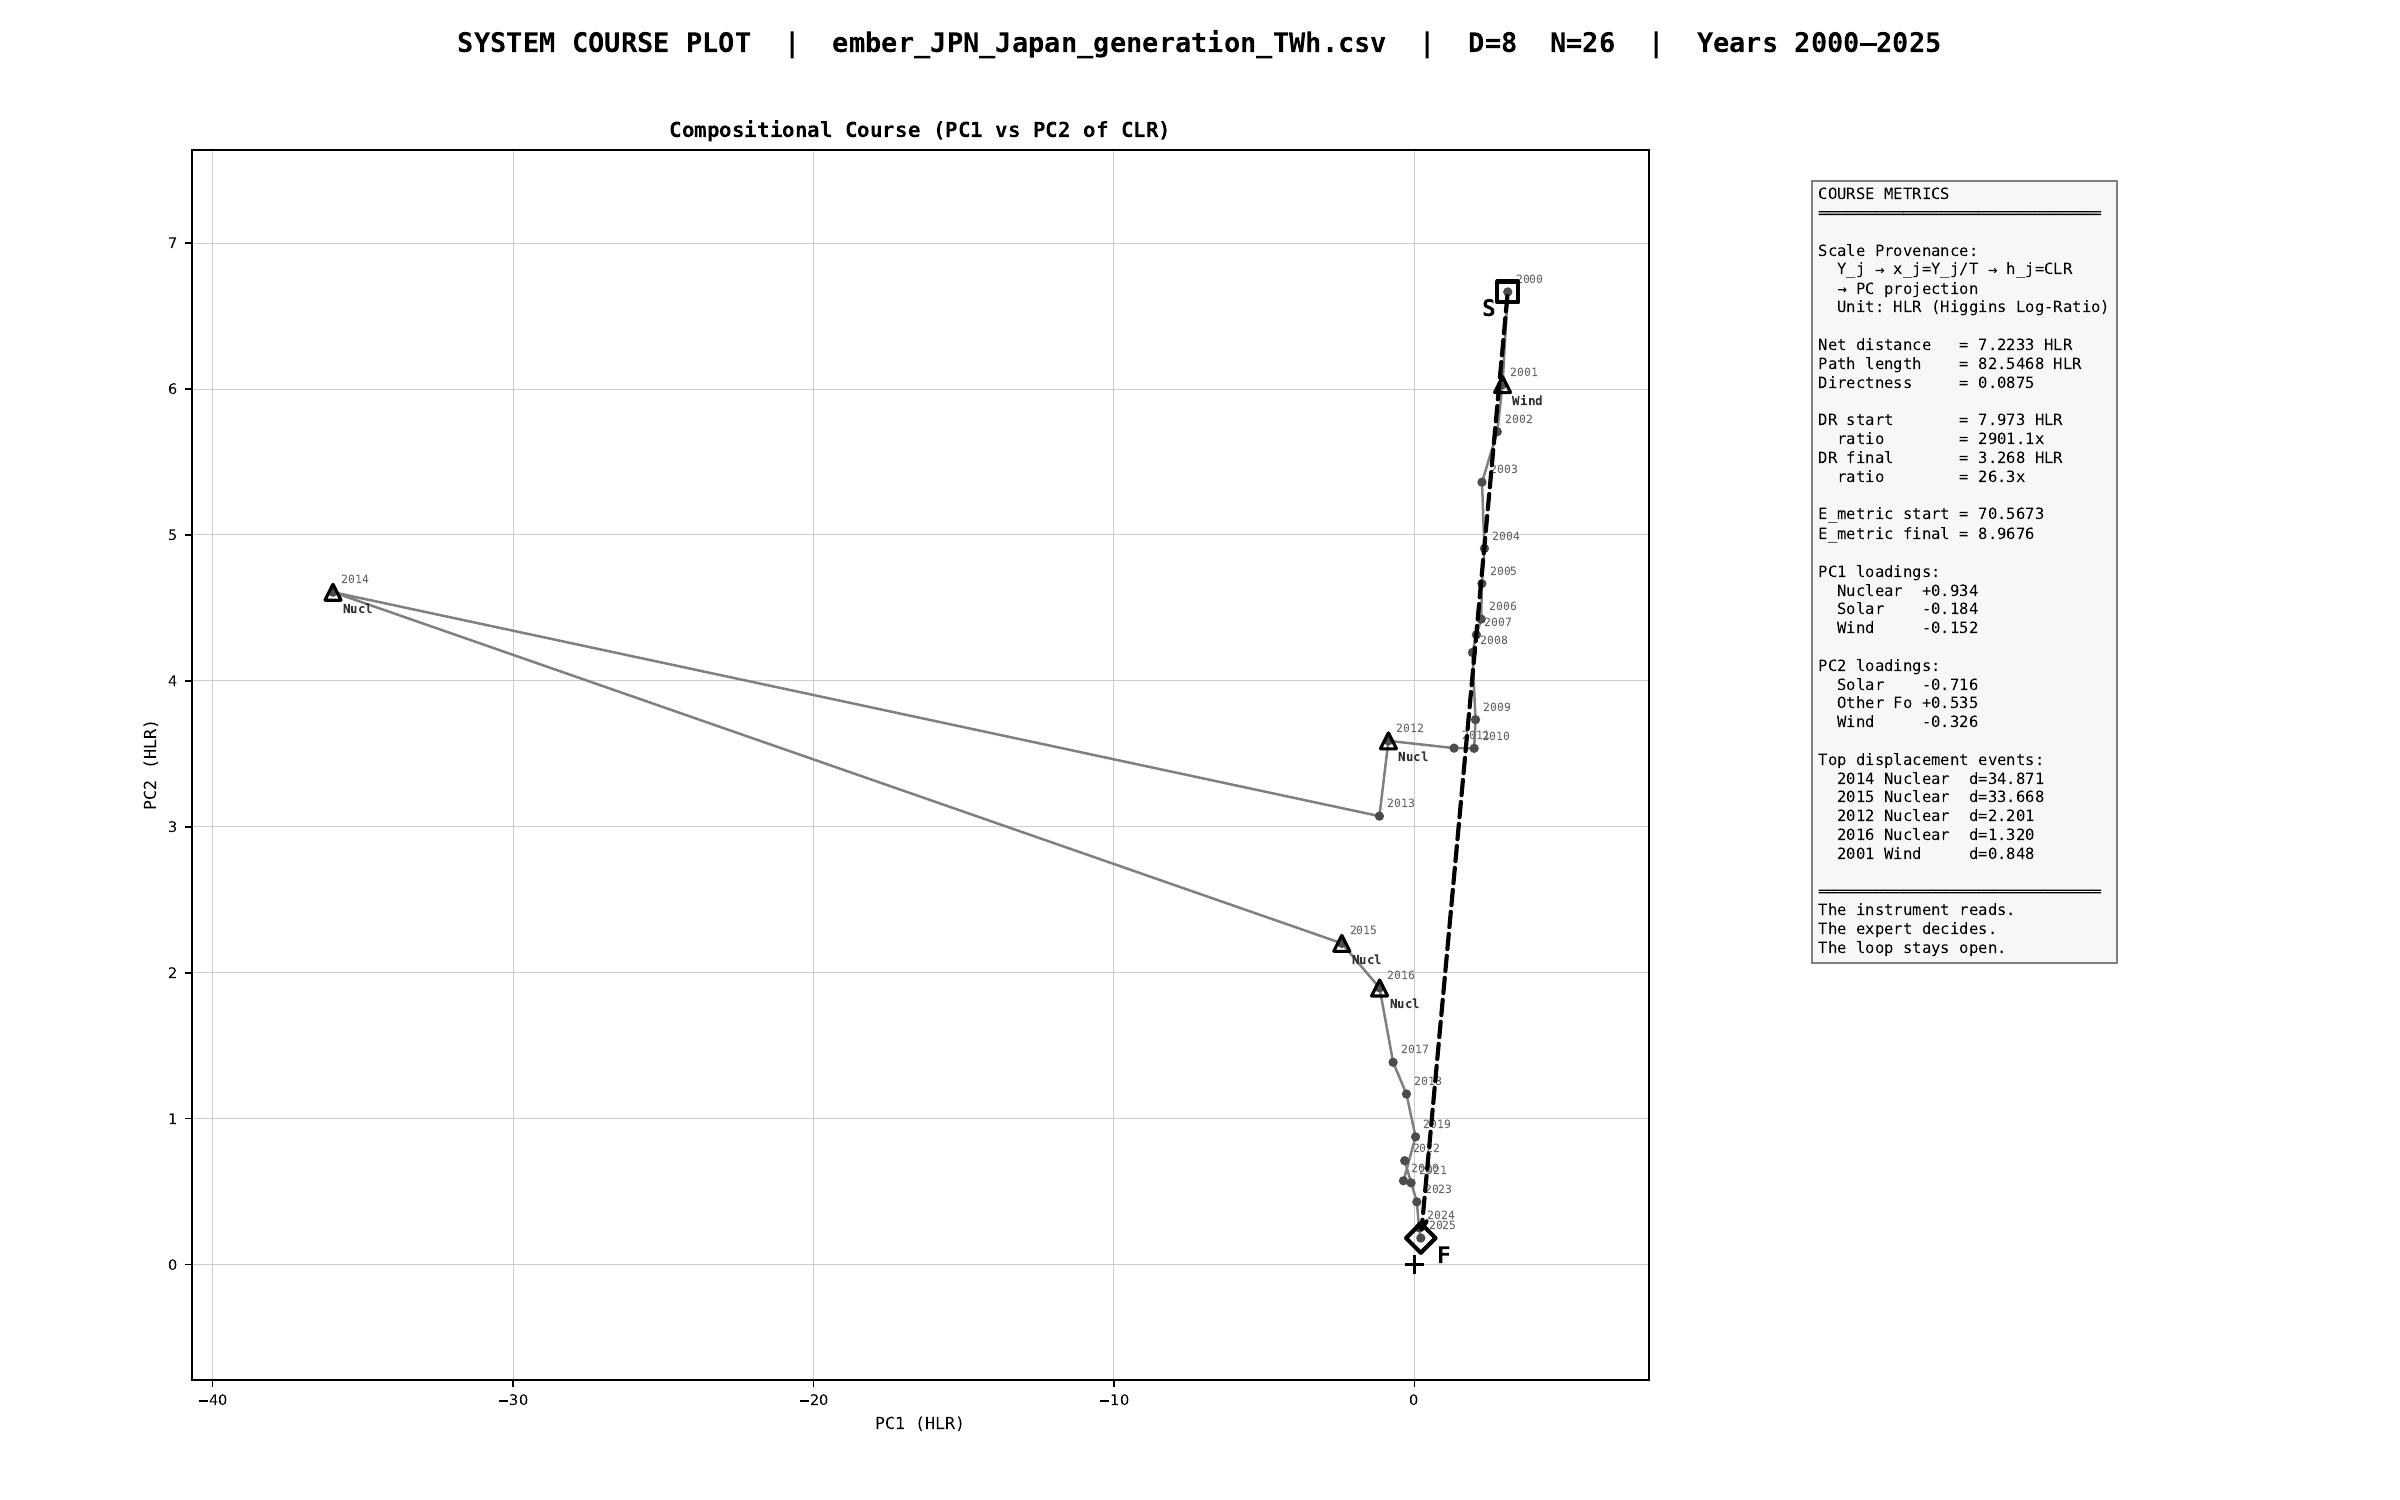 SYSTEM COURSE PLOT | ember_JPN_Japan_generation_TWh.csv | D=8 N=26 | Years 2000–2025
Compositional Course (PC1 vs PC2 of CLR)
7
6
5
4
3
2
1
0
PC2 (HLR)
−40
−30
−20
−10
0
PC1 (HLR)
2000
S
2001
Wind
2002
2003
2004
2005
2006
2007
2008
2009
2010
2011
2012
Nucl
2013
2014
Nucl
2015
Nucl
2016
Nucl
2017
2018
2019
2022
2020
2021
2023
2024
2025
F
COURSE METRICS
Scale Provenance:
Y_j → x_j=Y_j/T → h_j=CLR
→ PC projection
Unit: HLR (Higgins Log-Ratio)
Net distance = 7.2233 HLR
Path length = 82.5468 HLR
Directness = 0.0875
DR start = 7.973 HLR
ratio = 2901.1x
DR final = 3.268 HLR
ratio = 26.3x
E_metric start = 70.5673
E_metric final = 8.9676
PC1 loadings:
Nuclear +0.934
Solar -0.184
Wind -0.152
PC2 loadings:
Solar -0.716
Other Fo +0.535
Wind -0.326
Top displacement events:
2014 Nuclear d=34.871
2015 Nuclear d=33.668
2012 Nuclear d=2.201
2016 Nuclear d=1.320
2001 Wind d=0.848
The instrument reads.
The expert decides.
The loop stays open.